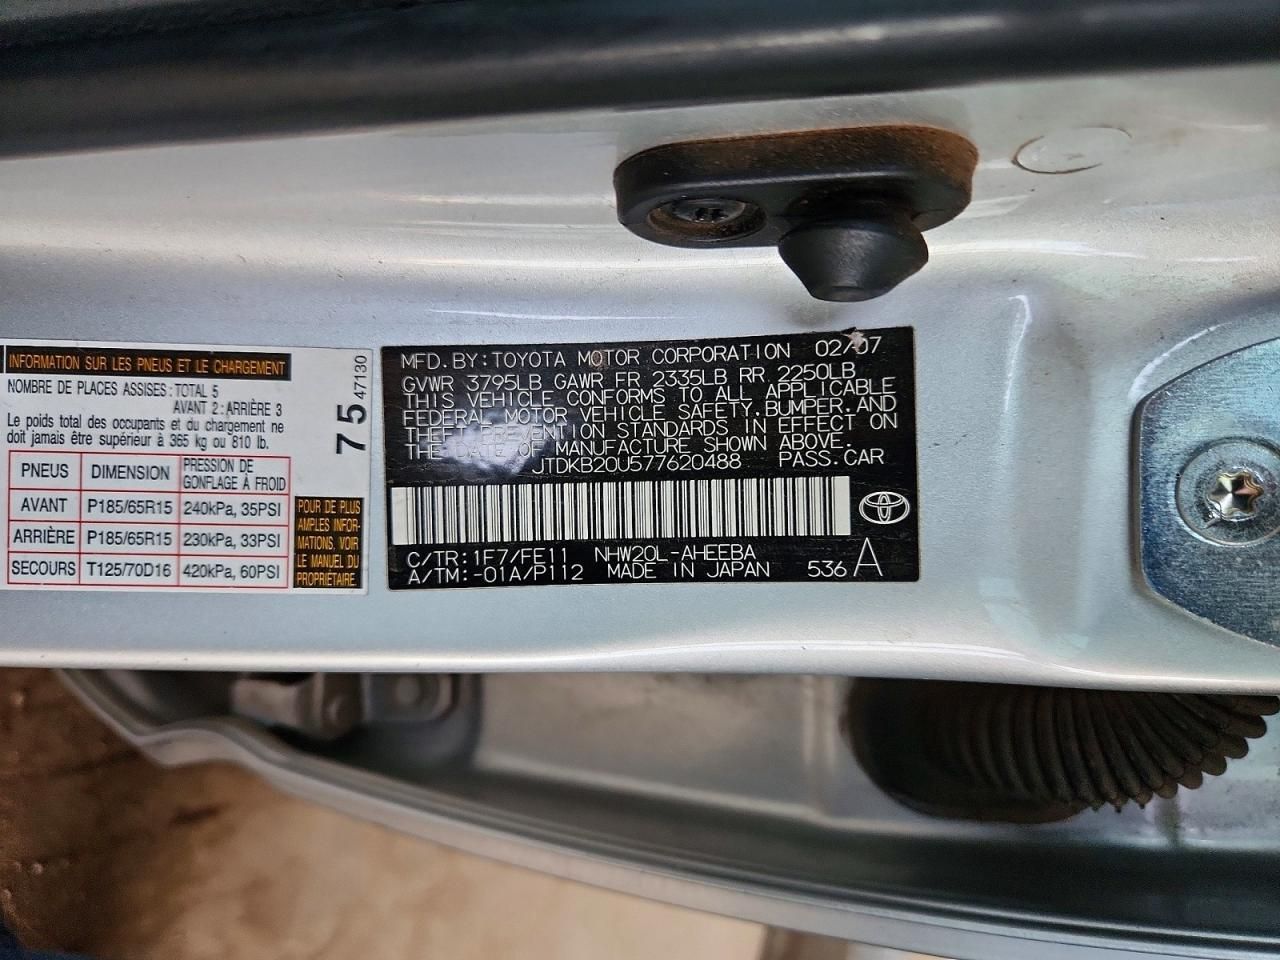 INFORMATION SUR LES PNEUS ET LE CHARGEMENT
NOMBRE DE PLACES ASSISES : TOTAL 5
AVANT 2 : ARRIÈRE 3
Le poids total des occupants et du chargement ne
doit jamais être supérieur à 365 kg ou 810 lb.
PNEUS DIMENSION PRESSION DE GONFLAGE À FROID
AVANT P185/65R15 240kPa, 35PSI
ARRIÈRE P185/65R15 230kPa, 33PSI
SECOURS T125/70D16 420kPa, 60PSI
75 47130
POUR DE PLUS
AMPLES INFOR-
MATIONS, VOIR
LE MANUEL DU
PROPRIÉTAIRE.
MFD. BY: TOYOTA MOTOR CORPORATION 02/07
GVWR 3795LB GAWR FR 2335LB RR 2250LB
THIS VEHICLE CONFORMS TO ALL APPLICABLE
FEDERAL MOTOR VEHICLE SAFETY, BUMPER, AND
THEFT PREVENTION STANDARDS IN EFFECT ON
THE DATE OF MANUFACTURE SHOWN ABOVE.
JTDKB20U577620488 PASS. CAR
C/TR: 1F7/FE11 NHW20L-AHEEBA
A/TM: -01A/P112 MADE IN JAPAN 536 A